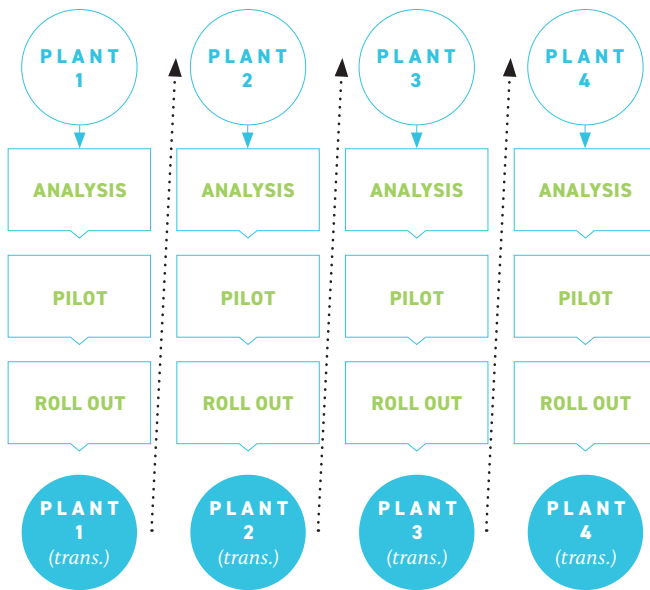 PLANT
1
PLANT
2
PLANT
3
PLANT
4
ANALYSIS
ANALYSIS
ANALYSIS
ANALYSIS
PILOT
PILOT
PILOT
PILOT
ROLL OUT
ROLL OUT
ROLL OUT
ROLL OUT
PLANT
1
(trans.)
PLANT
2
(trans.)
PLANT
3
(trans.)
PLANT
4
(trans.)